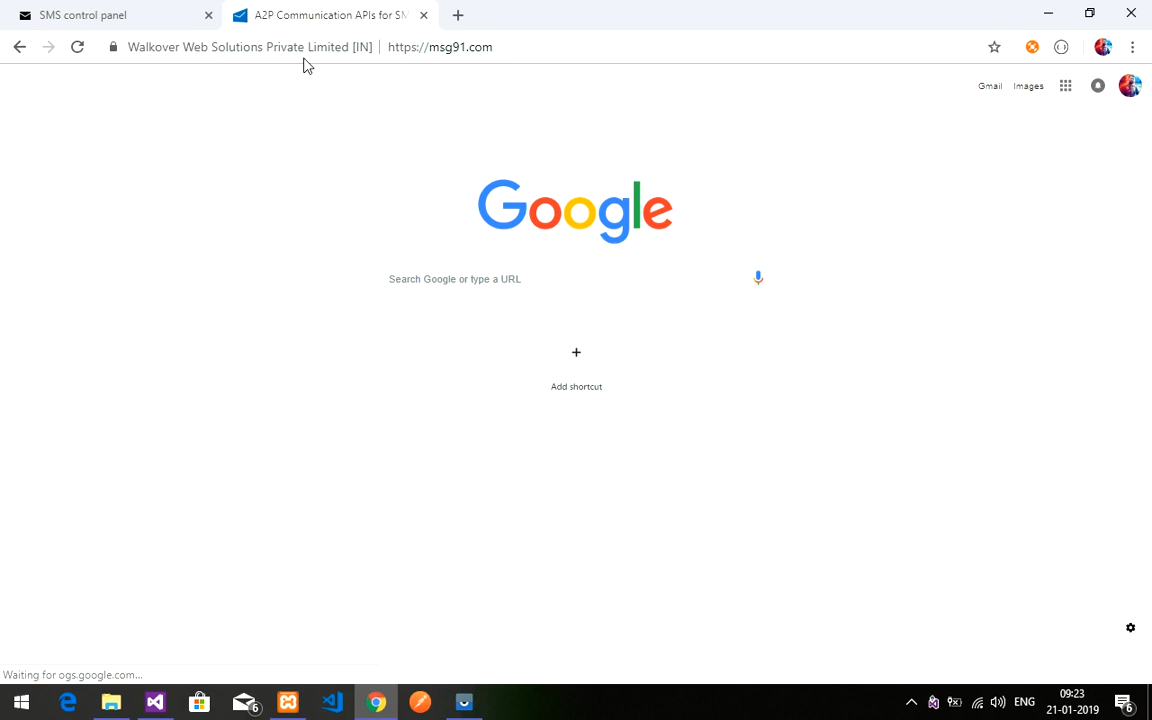 SMS control panel
A2P Communication APIs for SM
Walkover Web Solutions Private Limited [IN] https://msg91.com
Gmail Images
Google
Search Google or type a URL
Add shortcut
Waiting for ogs.google.com...
6
ENG
09:23
21-01-2019
6